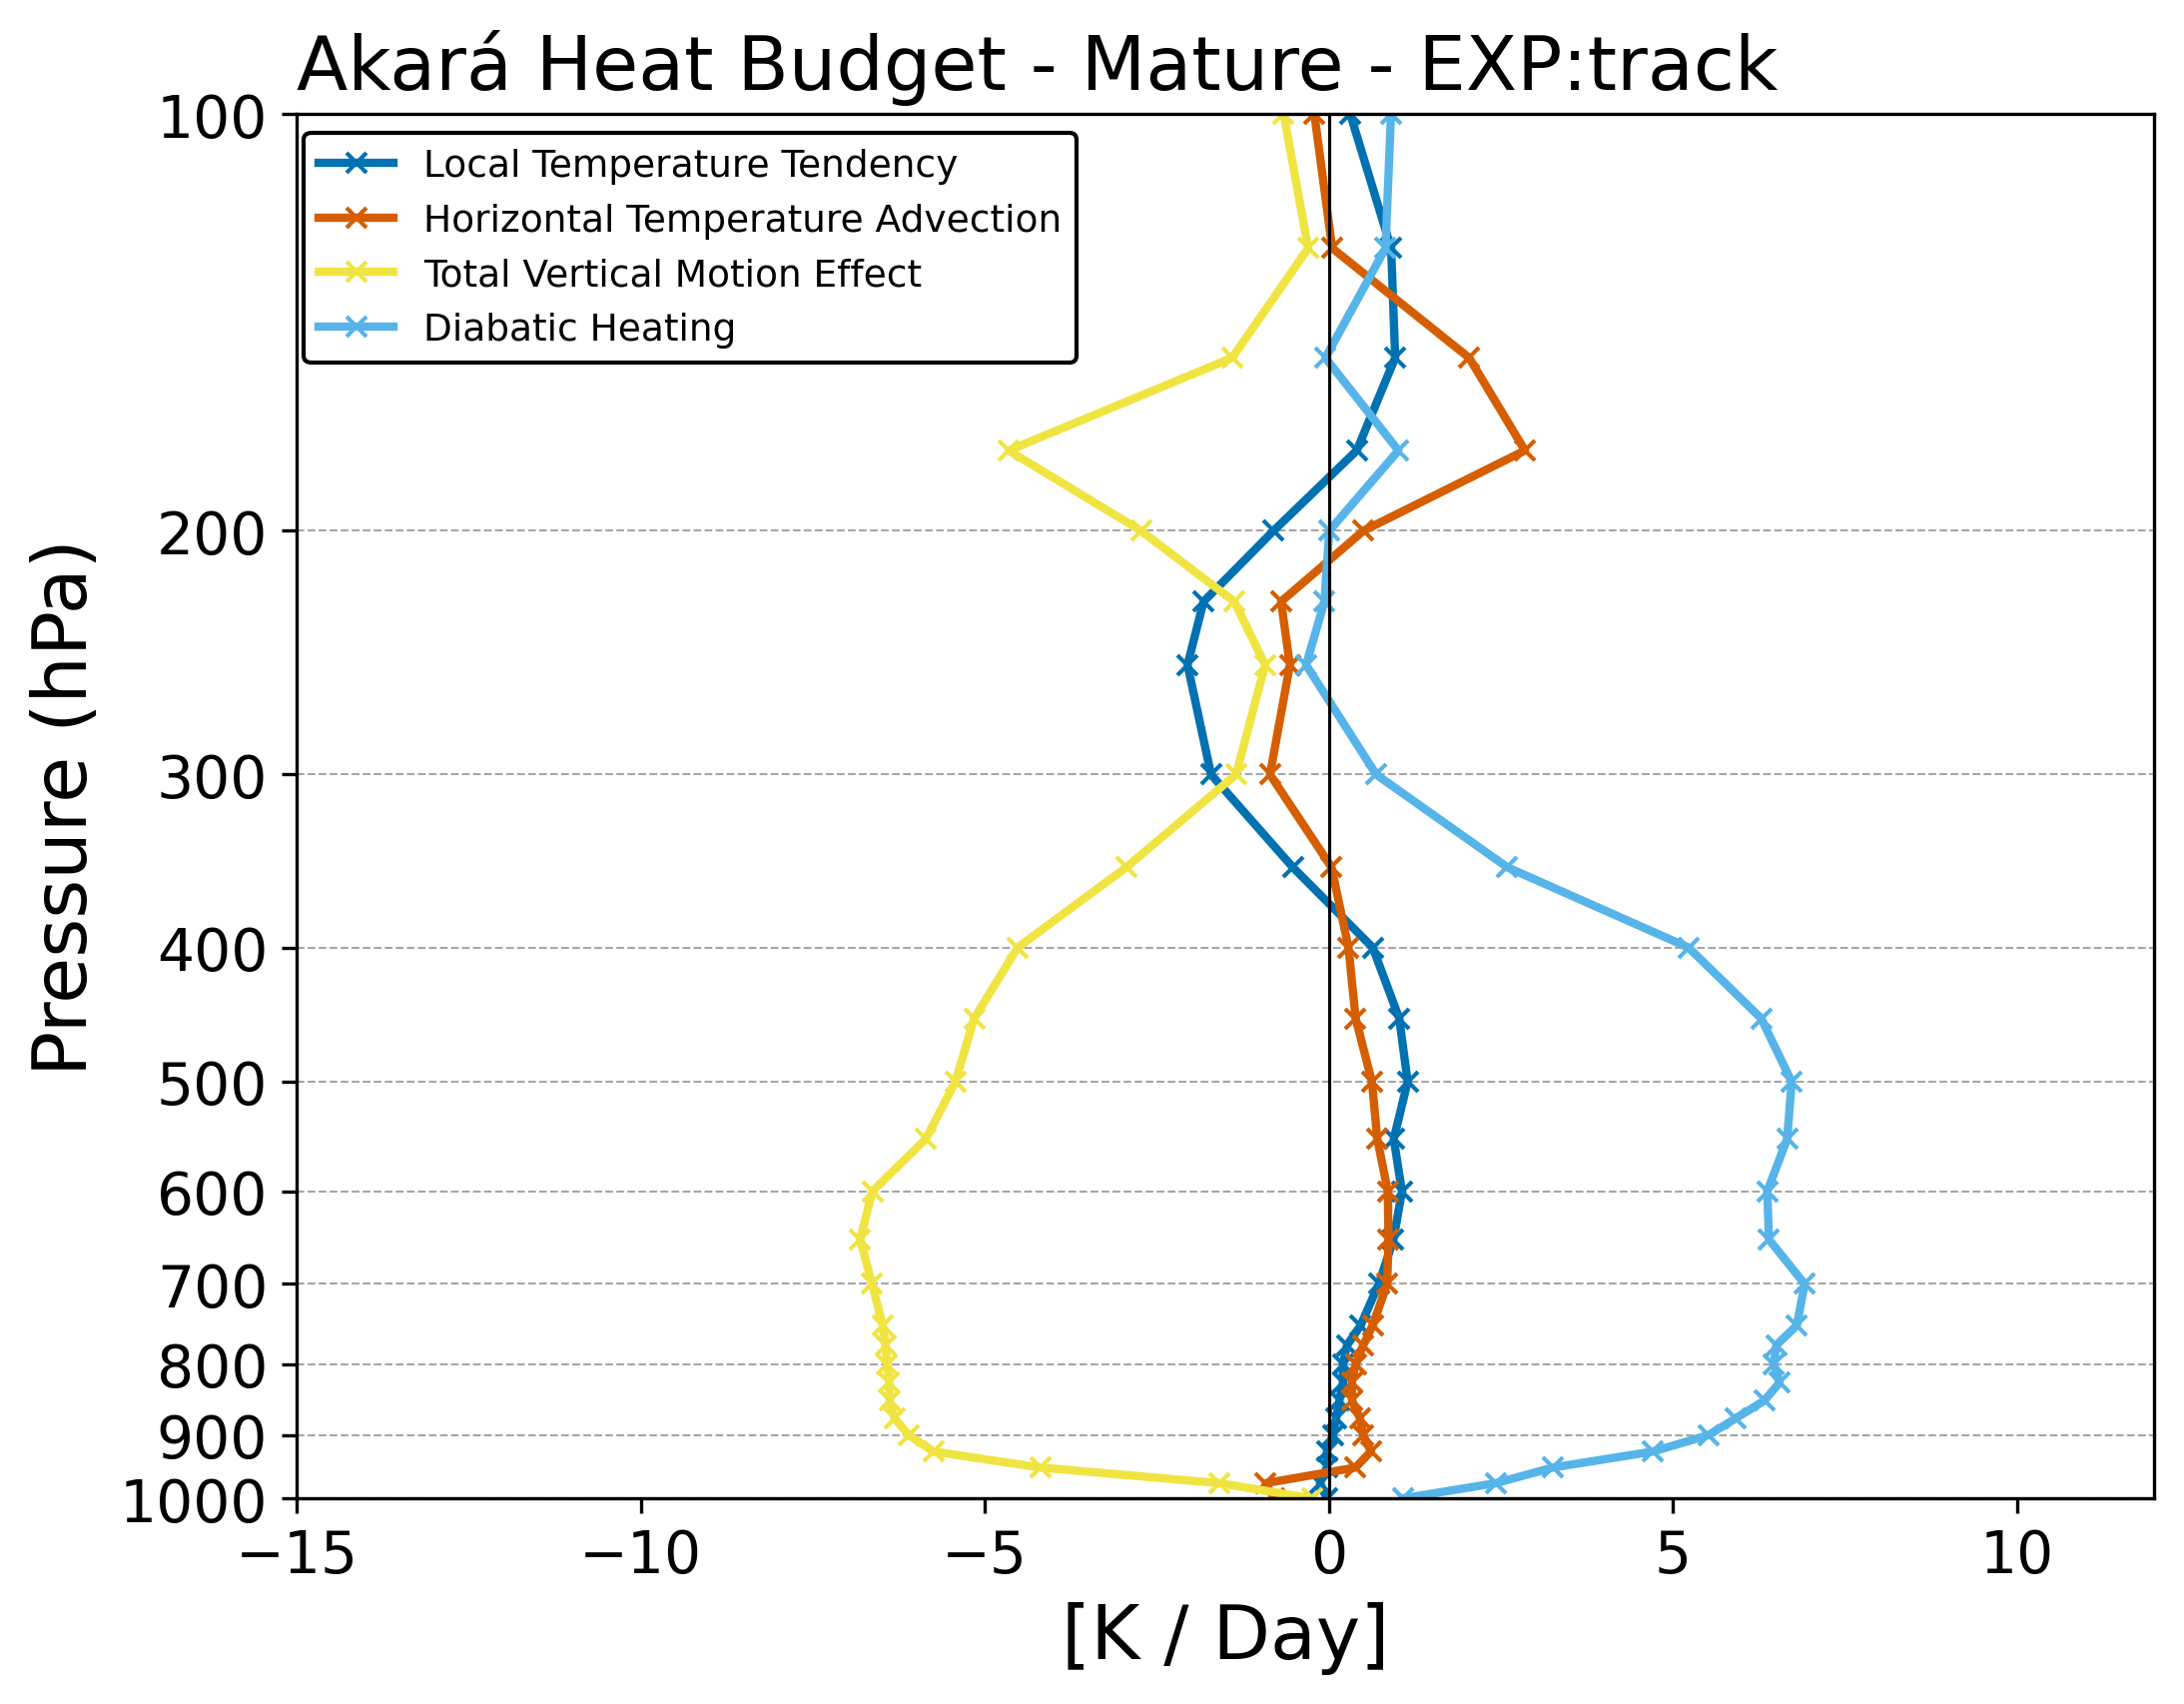 Akará Heat Budget - Mature - EXP:track
Local Temperature Tendency
Horizontal Temperature Advection
Total Vertical Motion Effect
Diabatic Heating
Pressure (hPa)
100
200
300
400
500
600
700
800
900
1000
−15 −10 −5 0 5 10
[K / Day]